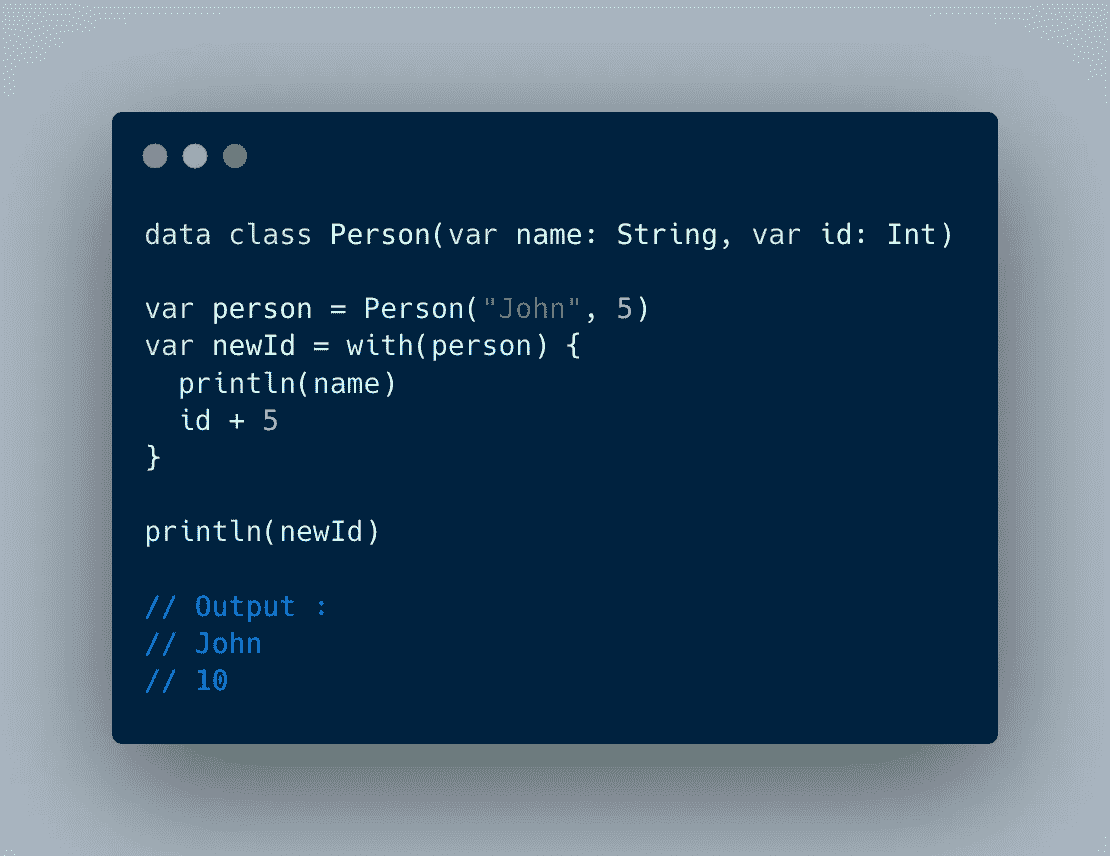 data class Person(var name: String, var id: Int)
var person = Person("John", 5)
var newId = with(person) {
  println(name)
  id + 5
}
println(newId)
// Output :
// John
// 10